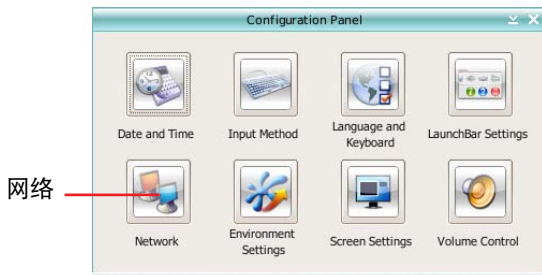 Configuration Panel
Date and Time
Input Method
Language and
Keyboard
LaunchBar Settings
网络
Network
Environment
Settings
Screen Settings
Volume Control